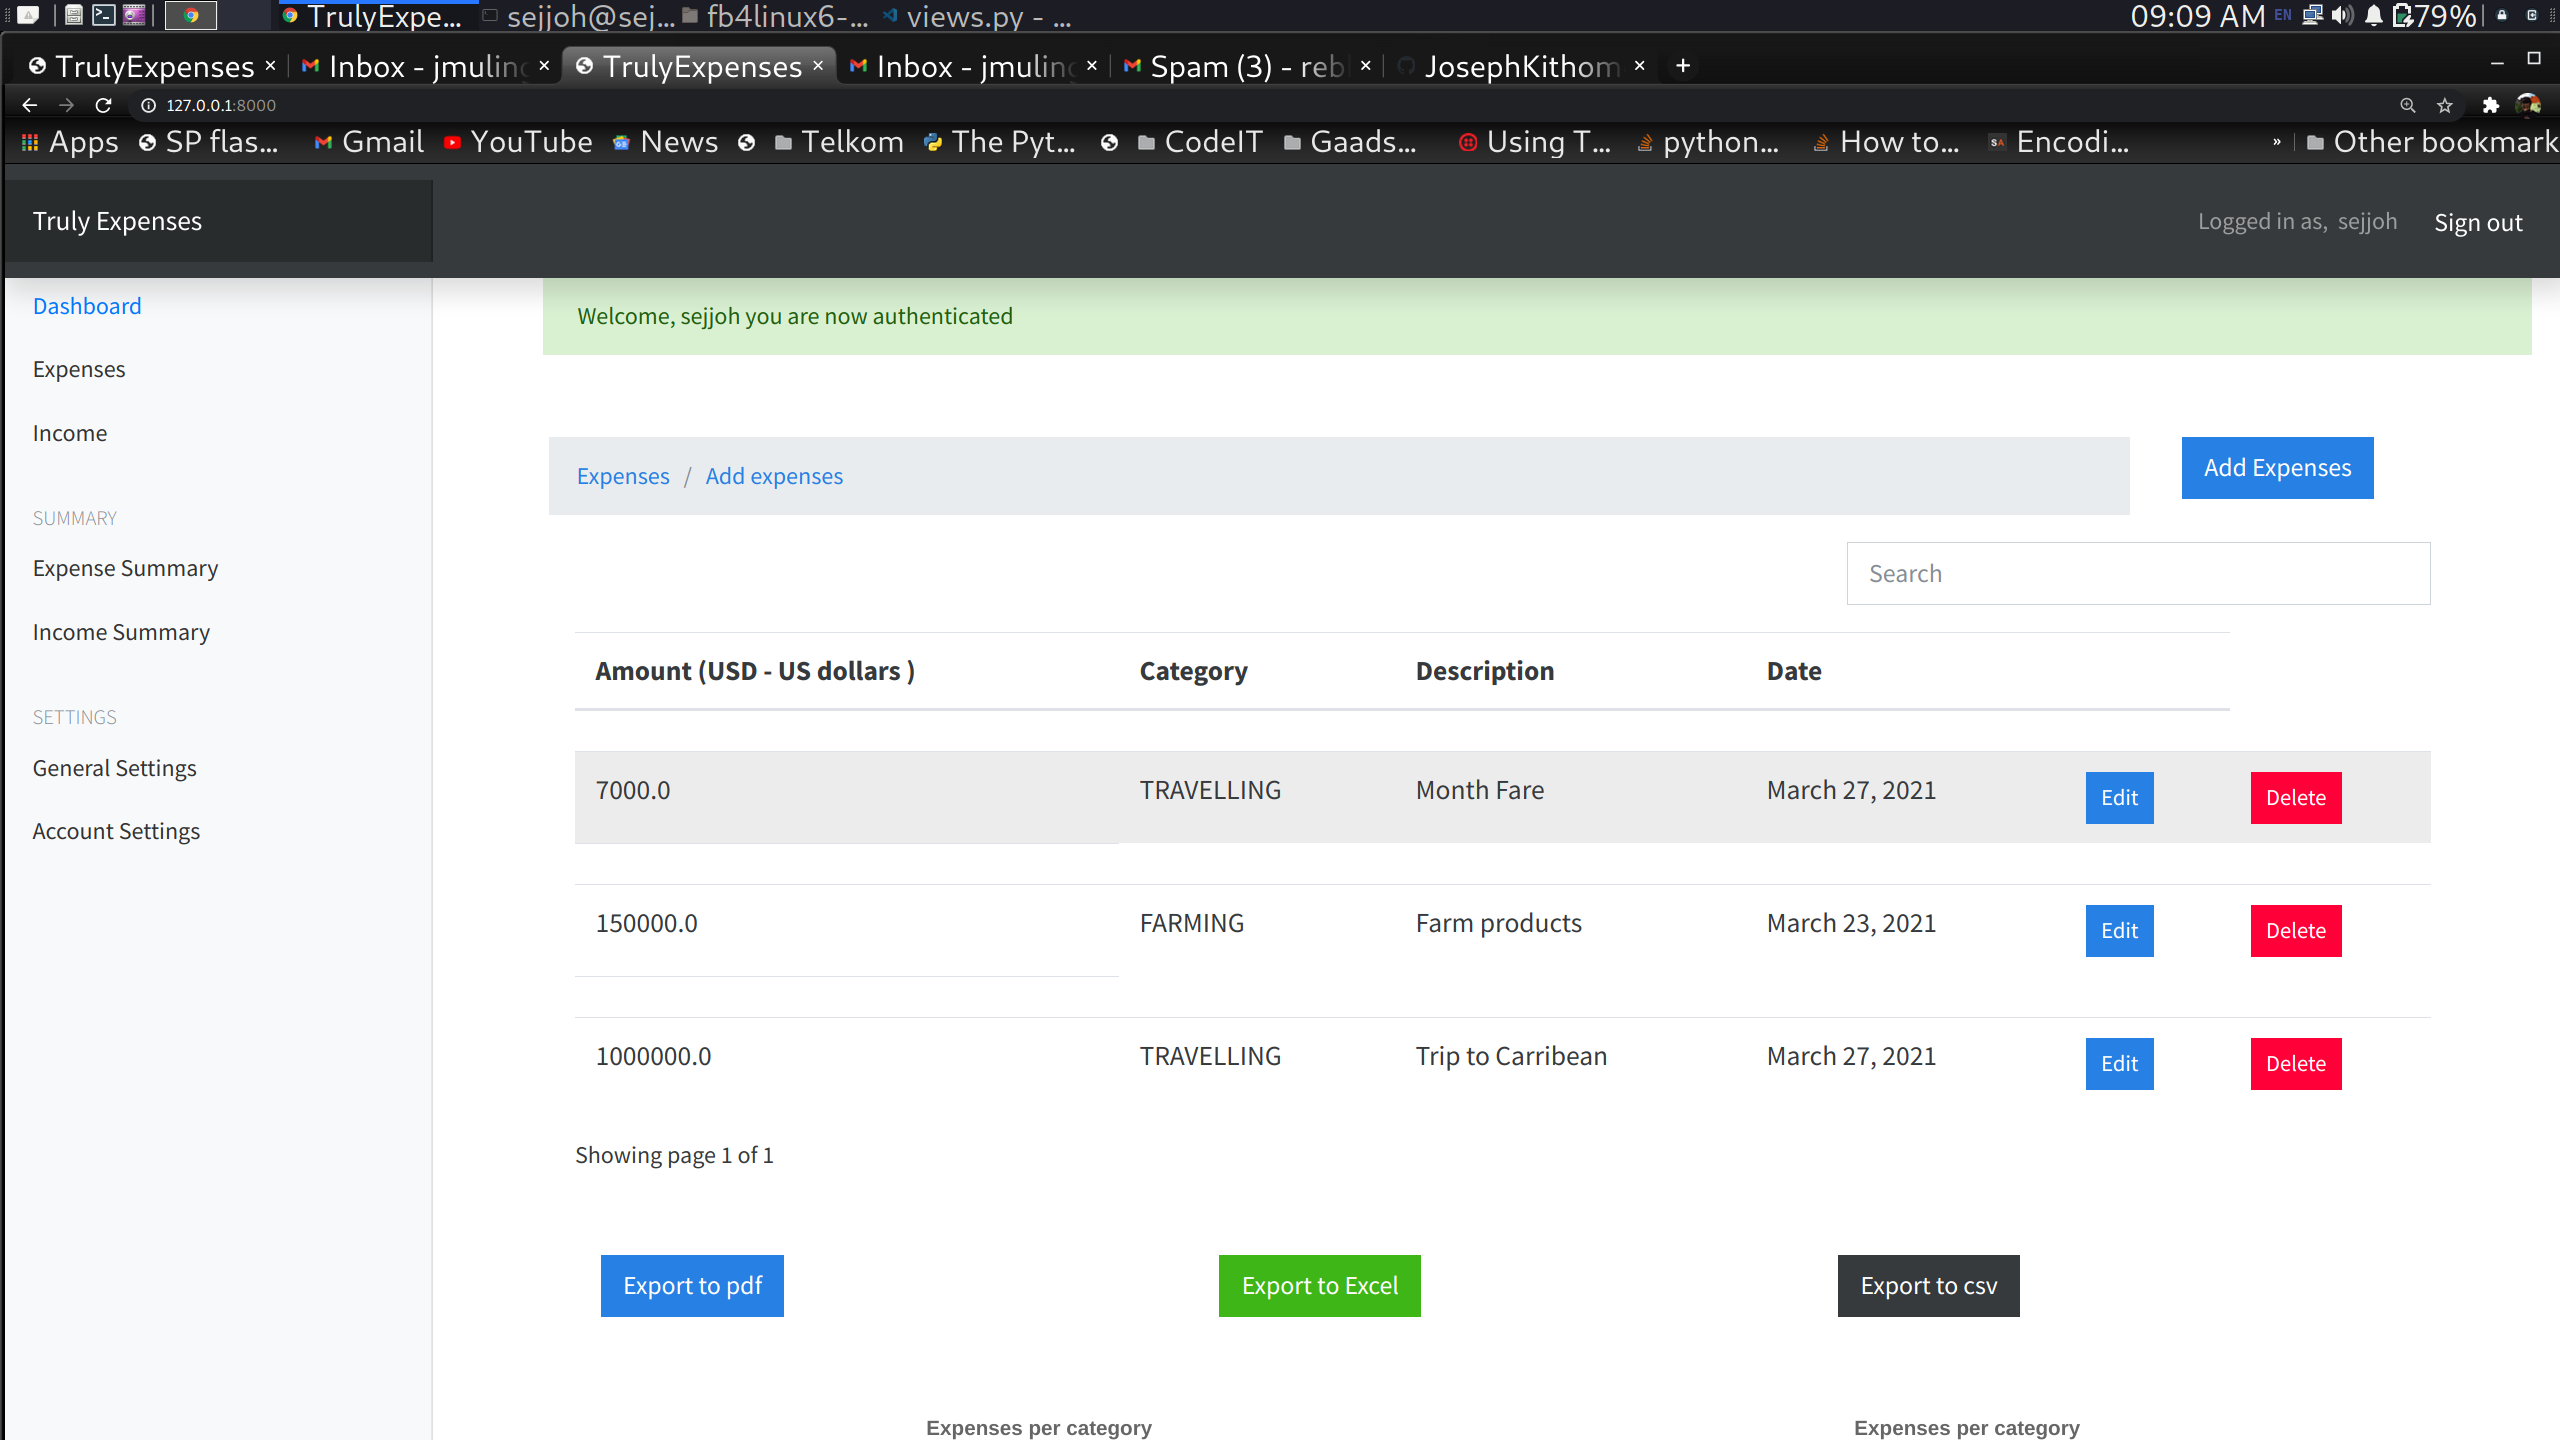 TrulyExpe... sejjoh@sej... fb4linux6-... views.py - ... 09:09 AM EN 79%
TrulyExpenses Inbox - jmulin TrulyExpenses Inbox - jmulin Spam (3) - reb JosephKithom
127.0.0.1:8000
Apps SP flas... Gmail YouTube News Telkom The Pyt... CodeIT Gaads... Using T... python... How to... Encodi... » Other bookmark
Truly Expenses Logged in as, sejjoh Sign out
Dashboard
Expenses
Income
SUMMARY
Expense Summary
Income Summary
SETTINGS
General Settings
Account Settings
Welcome, sejjoh you are now authenticated
Expenses / Add expenses Add Expenses
Search
Amount (USD - US dollars ) Category Description Date
7000.0 TRAVELLING Month Fare March 27, 2021 Edit Delete
150000.0 FARMING Farm products March 23, 2021 Edit Delete
1000000.0 TRAVELLING Trip to Carribean March 27, 2021 Edit Delete
Showing page 1 of 1
Export to pdf Export to Excel Export to csv
Expenses per category Expenses per category